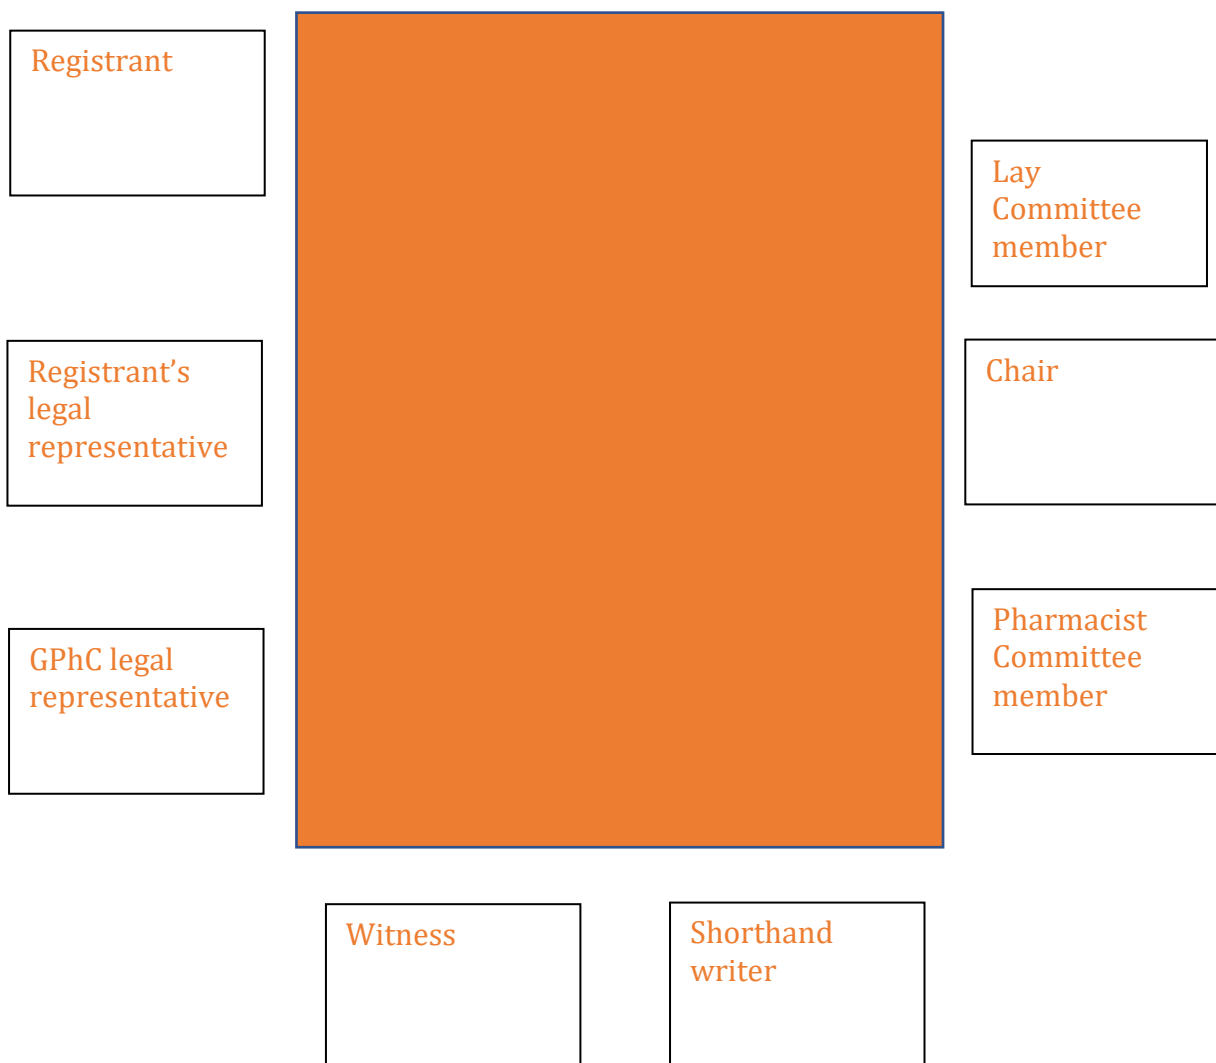 Registrant
Lay
Committee
member
Registrant’s
legal
representative
Chair
GPhC legal
representative
Pharmacist
Committee
member
Witness
Shorthand
writer